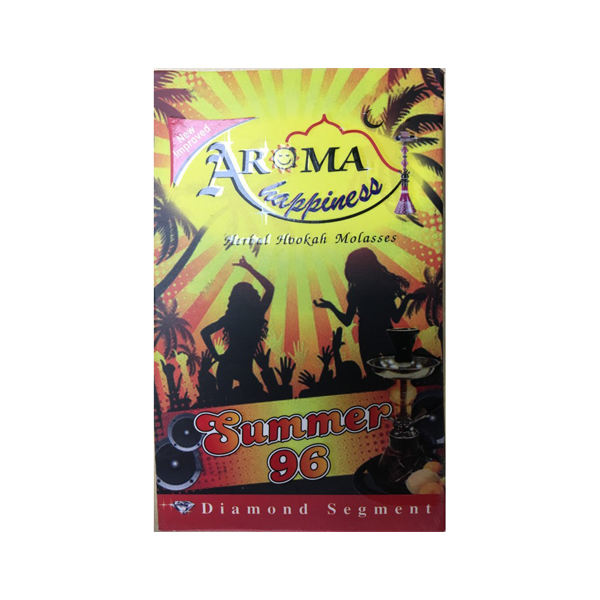 New
Improved
AROMA
happiness
Herbal Hookah Molasses
Summer
96
Diamond Segment